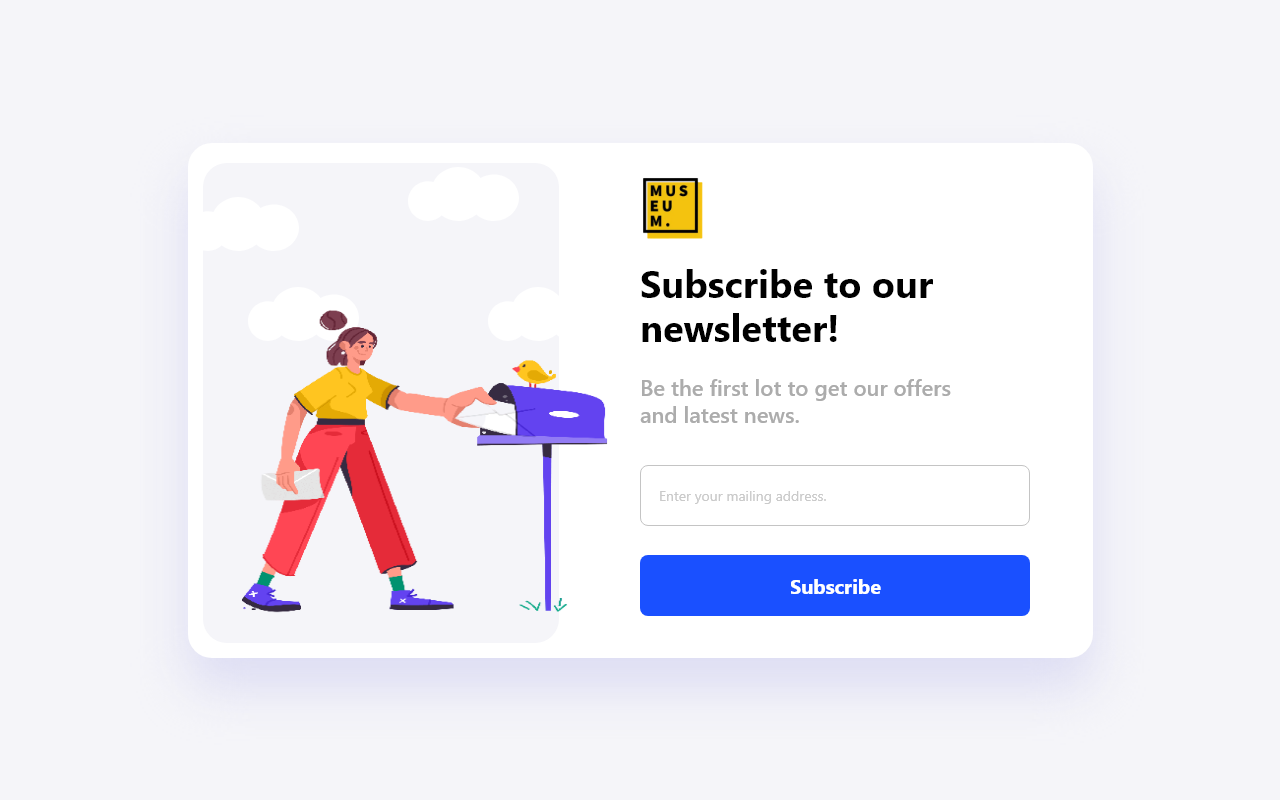 MUS
EU
M.
Subscribe to our
newsletter!
Be the first lot to get our offers
and latest news.
Enter your mailing address.
Subscribe